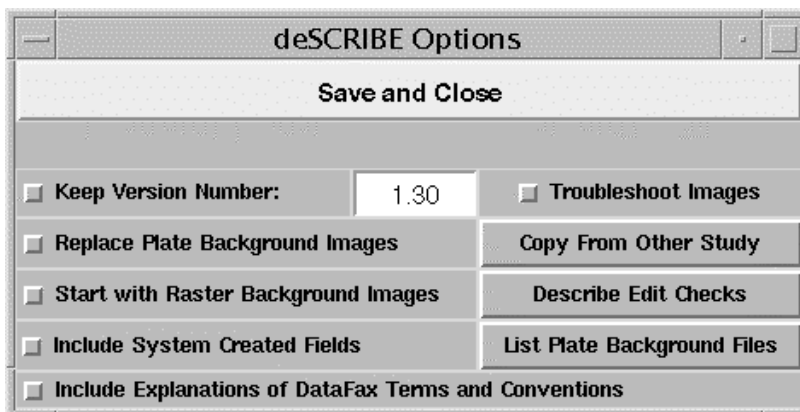 deSCRIBE Options
Save and Close
Keep Version Number: 1.30 Troubleshoot Images
Replace Plate Background Images Copy From Other Study
Start with Raster Background Images Describe Edit Checks
Include System Created Fields List Plate Background Files
Include Explanations of DataFax Terms and Conventions